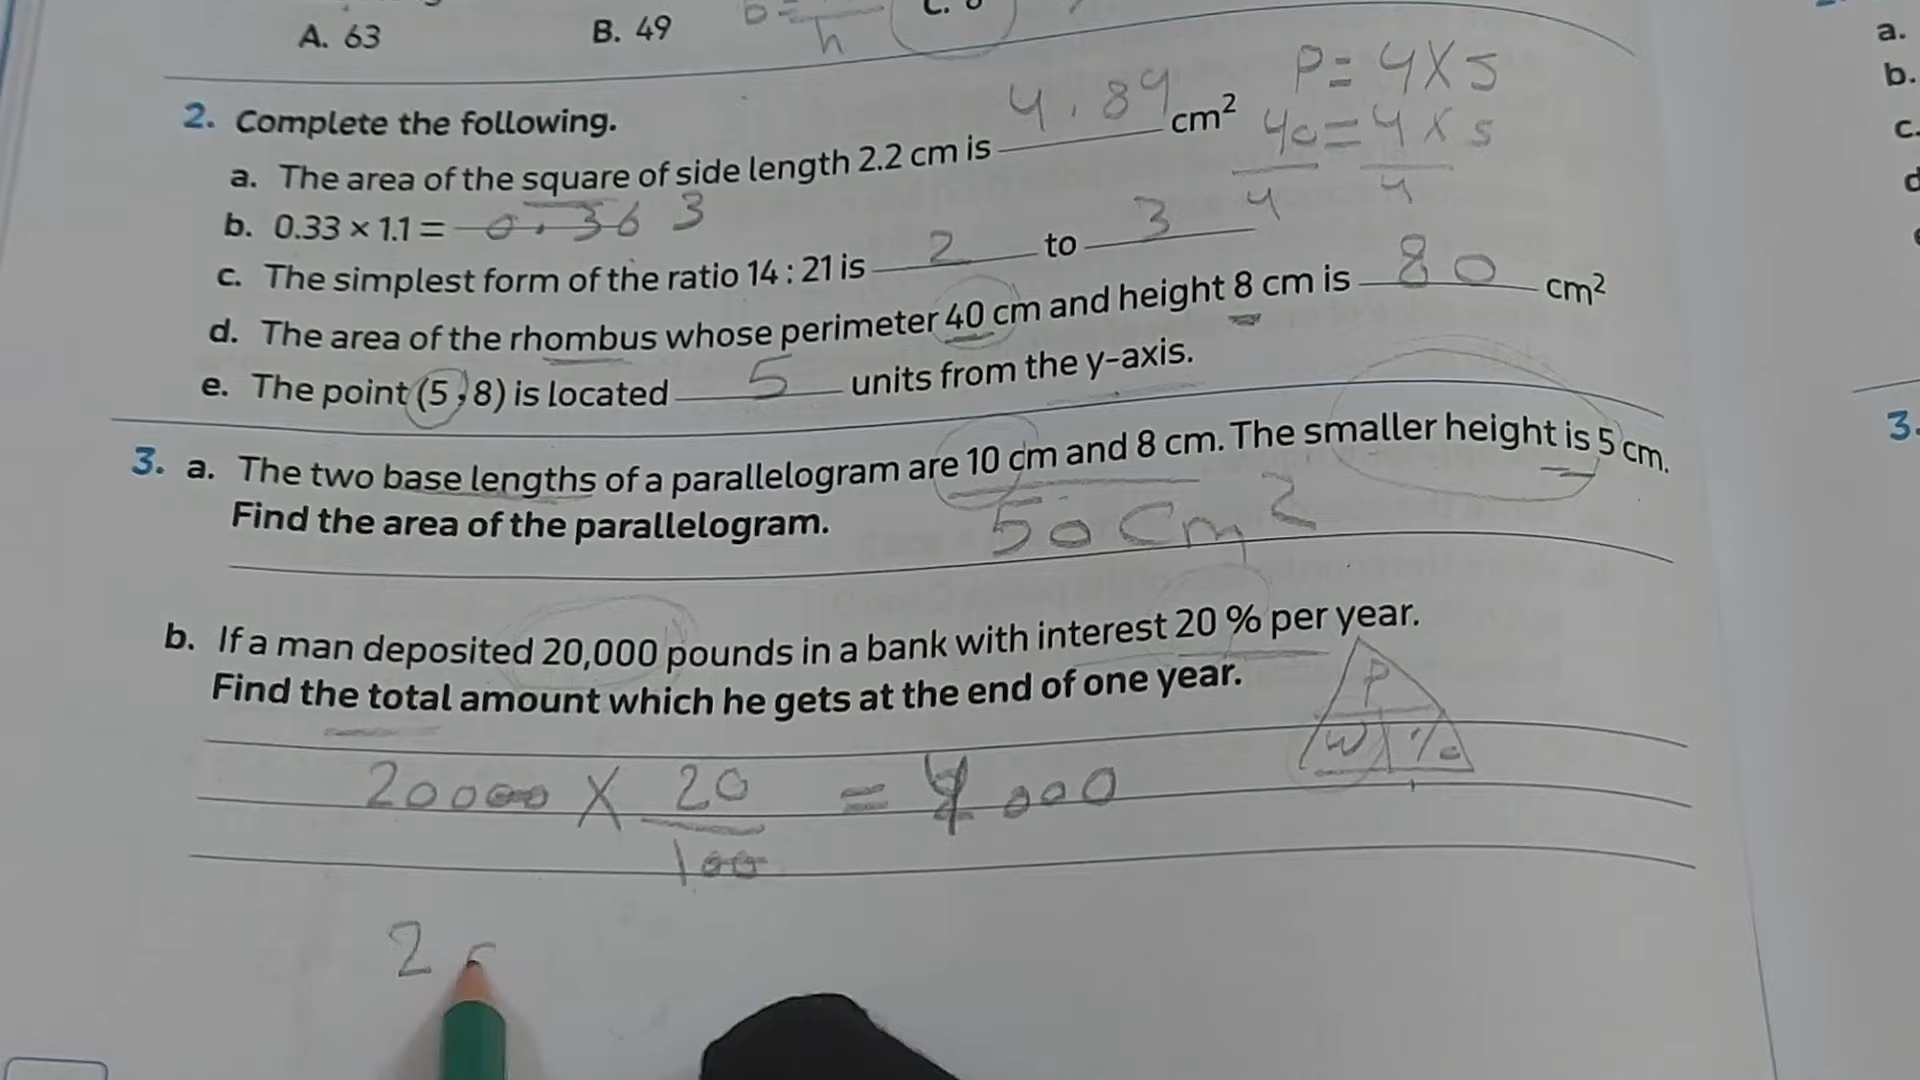 A. 63 B. 49 b= h C. 8
a.
b.
c.
d
2. Complete the following.
a. The area of the square of side length 2.2 cm is 4.84 cm²
P = 4 X S
40 = 4 X S
4 4
b. 0.33 × 1.1 = 0.363
c. The simplest form of the ratio 14 : 21 is 2 to 3
d. The area of the rhombus whose perimeter 40 cm and height 8 cm is 80 cm²
e. The point (5, 8) is located 5 units from the y-axis.
3. a. The two base lengths of a parallelogram are 10 cm and 8 cm. The smaller height is 5 cm.
Find the area of the parallelogram.
50 cm²
3.
b. If a man deposited 20,000 pounds in a bank with interest 20 % per year.
Find the total amount which he gets at the end of one year.
P
W %
20000 X 20 = 4000
100
2